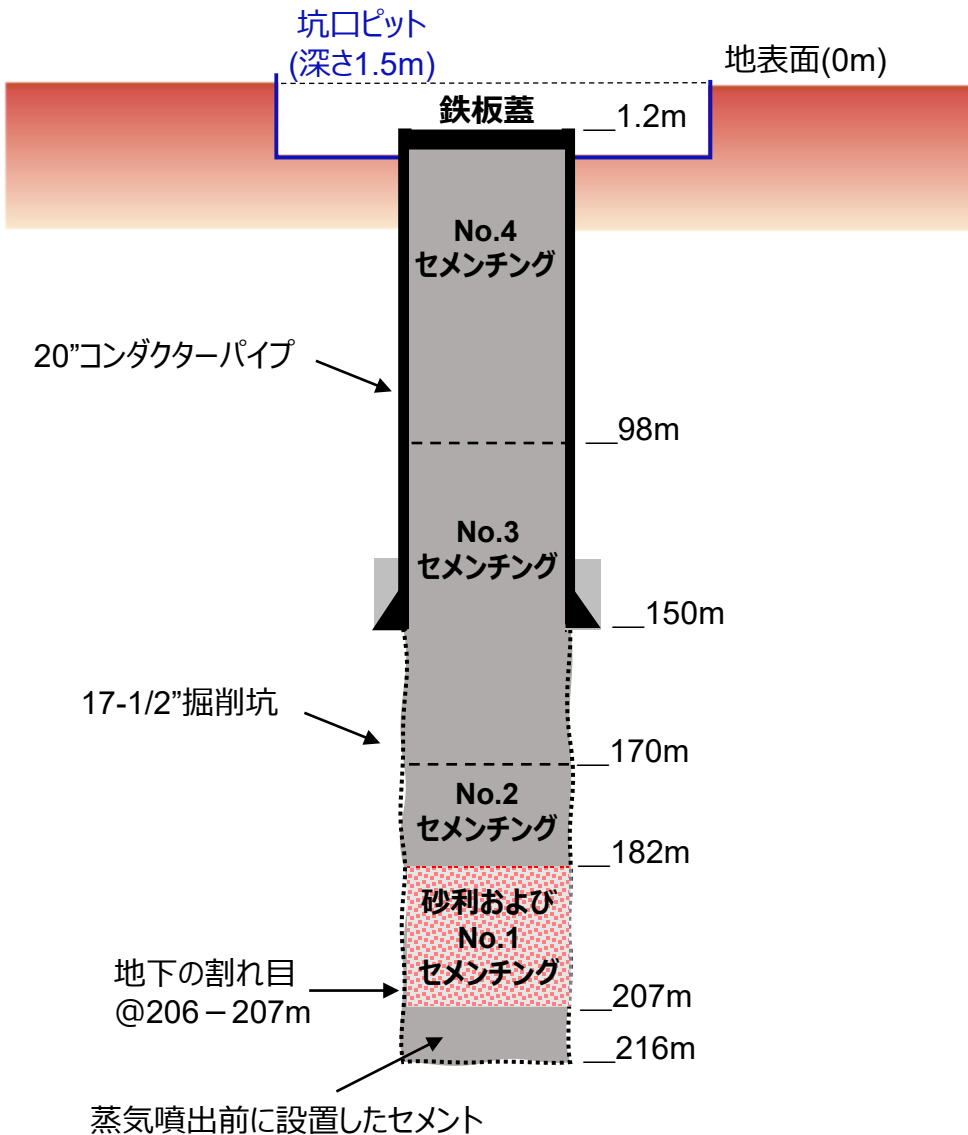 坑口ピット
(深さ1.5m)
地表面(0m)
鉄板蓋
1.2m
No.4
セメンチング
20”コンダクターパイプ
98m
No.3
セメンチング
150m
17-1/2”掘削坑
170m
No.2
セメンチング
182m
砂利および
No.1
セメンチング
地下の割れ目
@206－207m
207m
216m
蒸気噴出前に設置したセメント